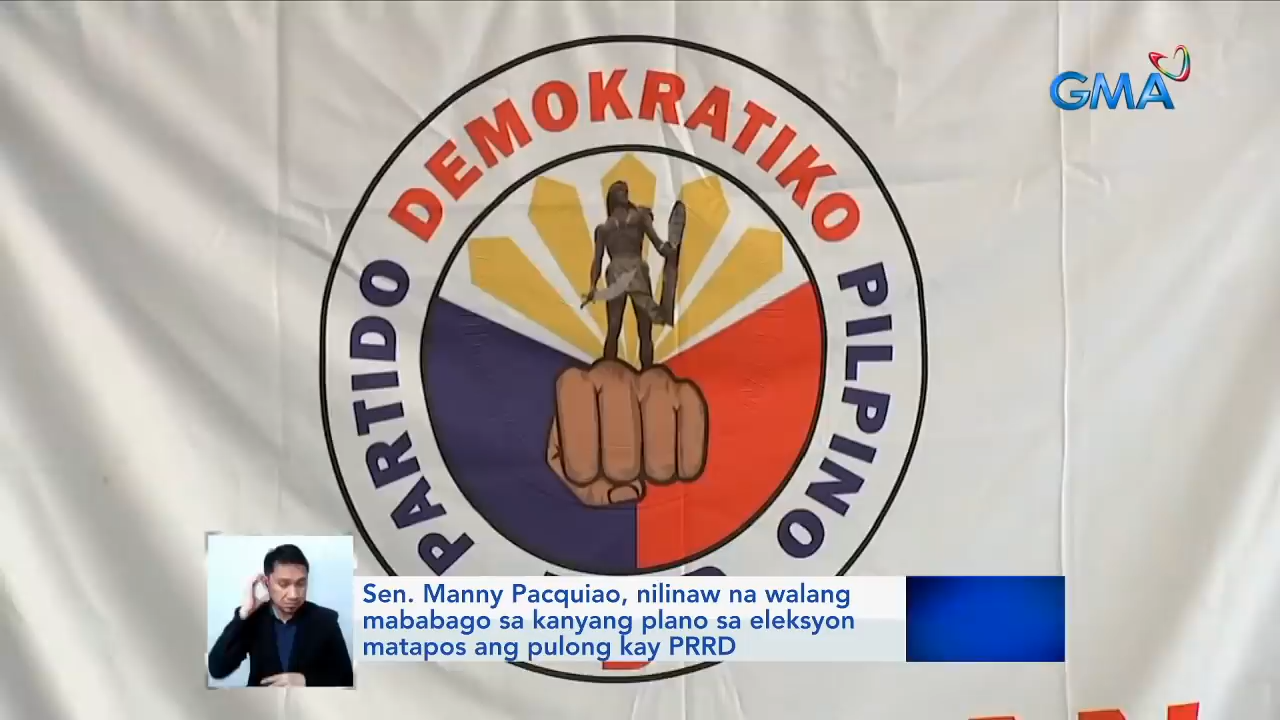 GMA
PARTIDO DEMOKRATIKO PILPINO
Sen. Manny Pacquiao, nilinaw na walang
mababago sa kanyang plano sa eleksyon
matapos ang pulong kay PRRD